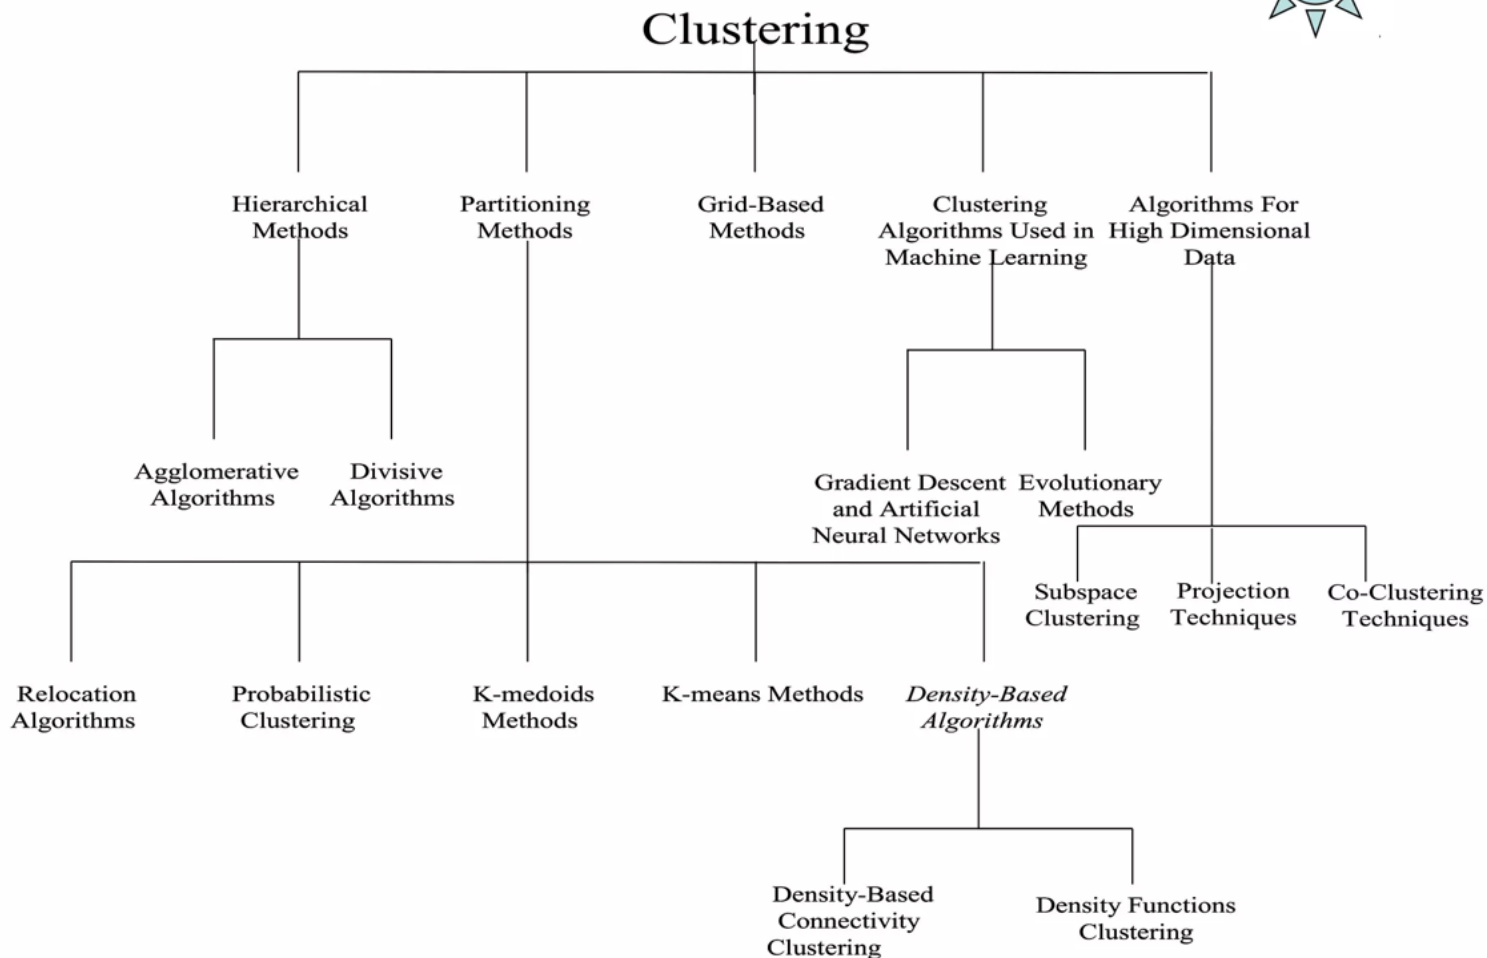 Clustering
Hierarchical
Methods
Partitioning
Methods
Grid-Based
Methods
Clustering
Algorithms Used in
Machine Learning
Algorithms For
High Dimensional
Data
Agglomerative
Algorithms
Divisive
Algorithms
Gradient Descent
and Artificial
Neural Networks
Evolutionary
Methods
Subspace
Clustering
Projection
Techniques
Co-Clustering
Techniques
Relocation
Algorithms
Probabilistic
Clustering
K-medoids
Methods
K-means Methods
Density-Based
Algorithms
Density-Based
Connectivity
Clustering
Density Functions
Clustering